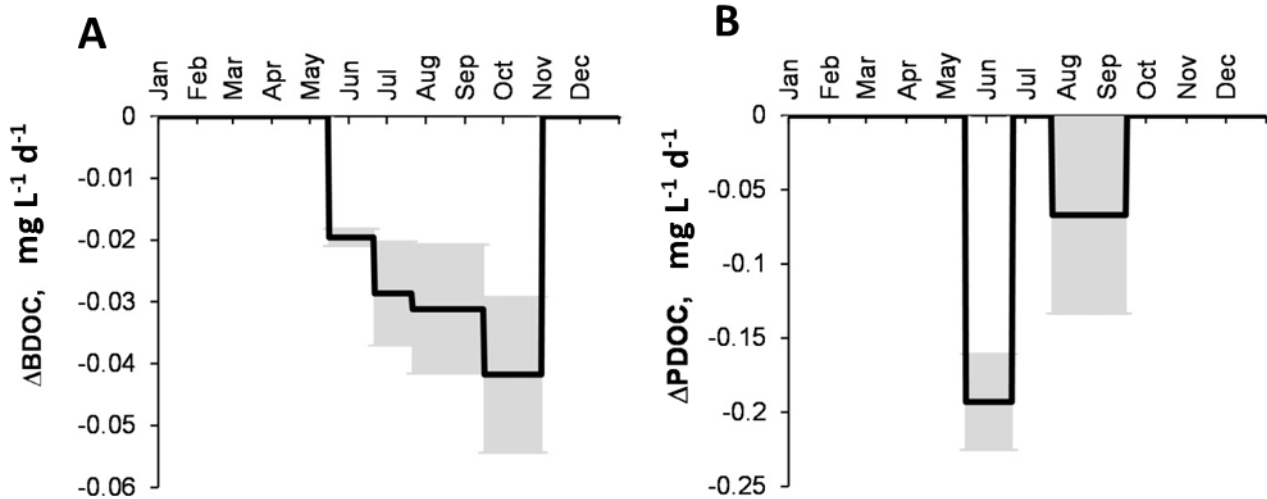 A
Jan Feb Mar Apr May Jun Jul Aug Sep Oct Nov Dec
0
-0.01
-0.02
-0.03
-0.04
-0.05
-0.06
ΔBDOC, mg L⁻¹ d⁻¹
B
Jan Feb Mar Apr May Jun Jul Aug Sep Oct Nov Dec
0
-0.05
-0.1
-0.15
-0.2
-0.25
ΔPDOC, mg L⁻¹ d⁻¹